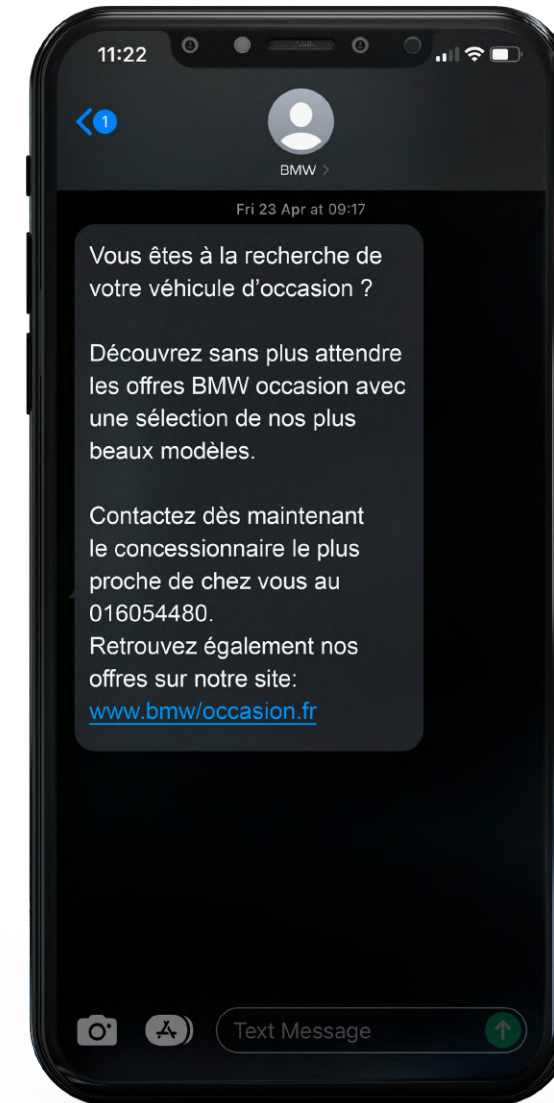 11:22
1
BMW >
Fri 23 Apr at 09:17
Vous êtes à la recherche de
votre véhicule d'occasion ?
Découvrez sans plus attendre
les offres BMW occasion avec
une sélection de nos plus
beaux modèles.
Contactez dès maintenant
le concessionnaire le plus
proche de chez vous au
016054480.
Retrouvez également nos
offres sur notre site:
www.bmw/occasion.fr
Text Message